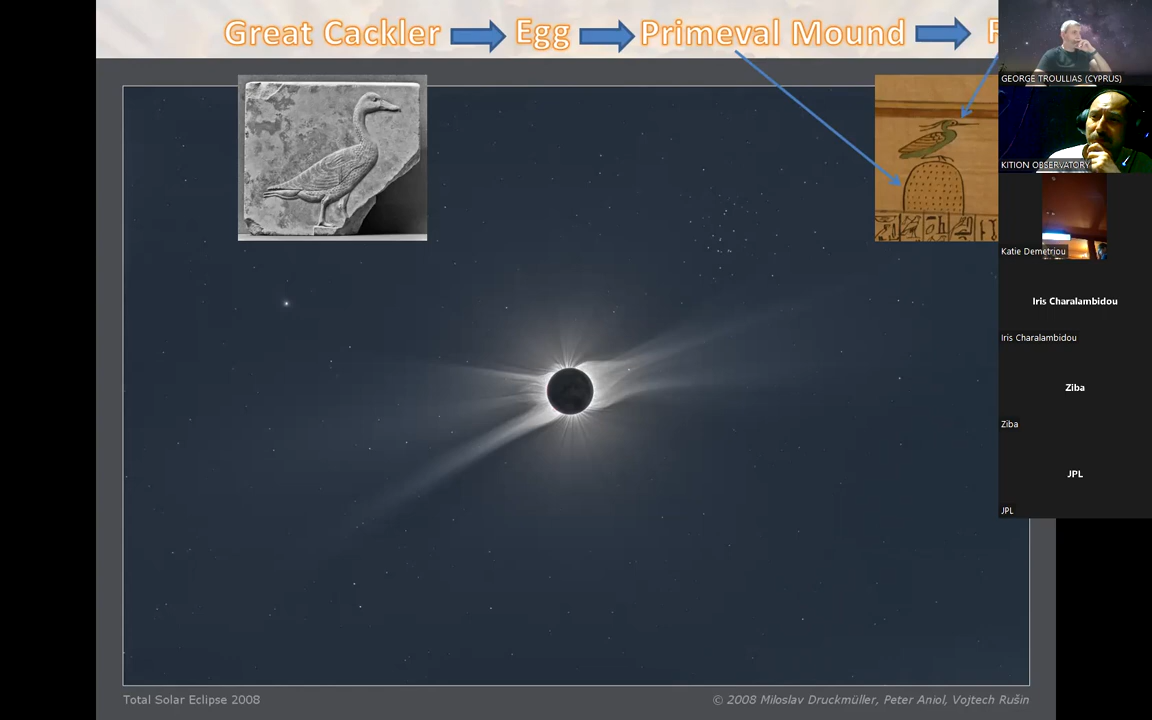 Great Cackler Egg Primeval Mound
GEORGE TROULLIAS (CYPRUS)
KITION OBSERVATORY
Katie Demetriou
Iris Charalambidou
Iris Charalambidou
Ziba
Ziba
JPL
JPL
Total Solar Eclipse 2008
© 2008 Miloslav Druckmüller, Peter Aniol, Vojtech Rušin